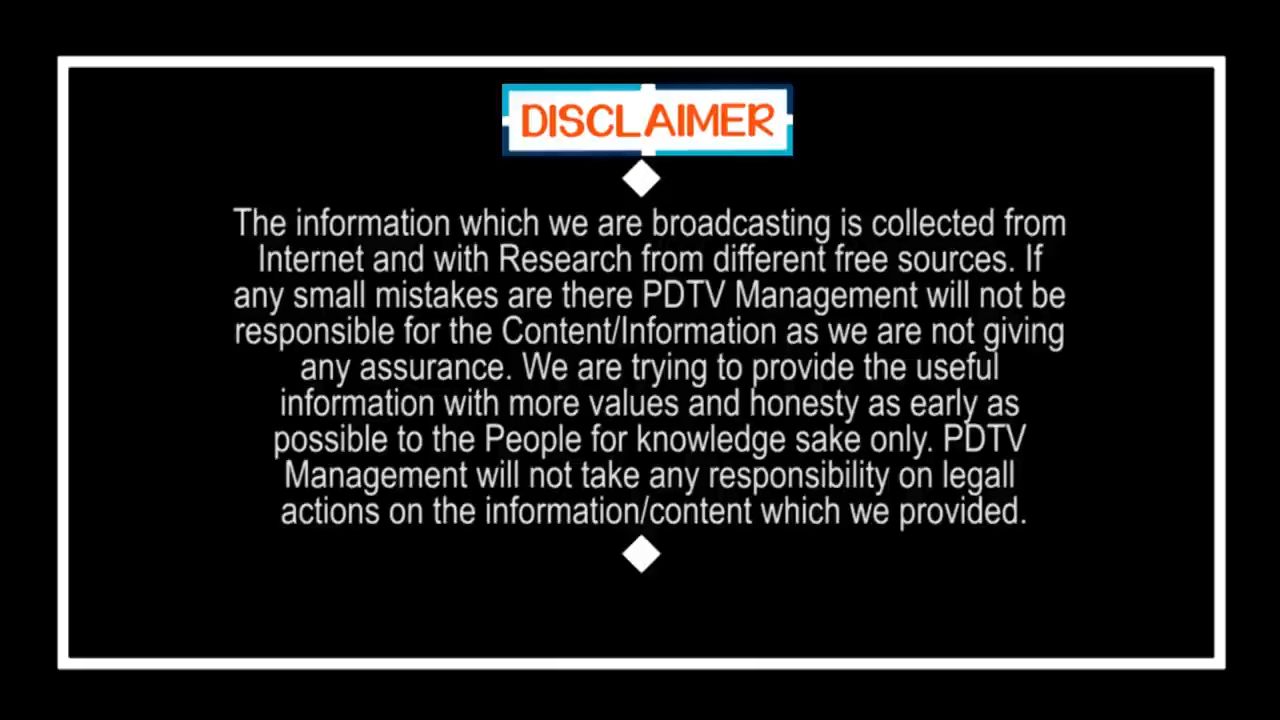 DISCLAIMER
The information which we are broadcasting is collected from
Internet and with Research from different free sources. If
any small mistakes are there PDTV Management will not be
responsible for the Content/Information as we are not giving
any assurance. We are trying to provide the useful
information with more values and honesty as early as
possible to the People for knowledge sake only. PDTV
Management will not take any responsibility on legall
actions on the information/content which we provided.